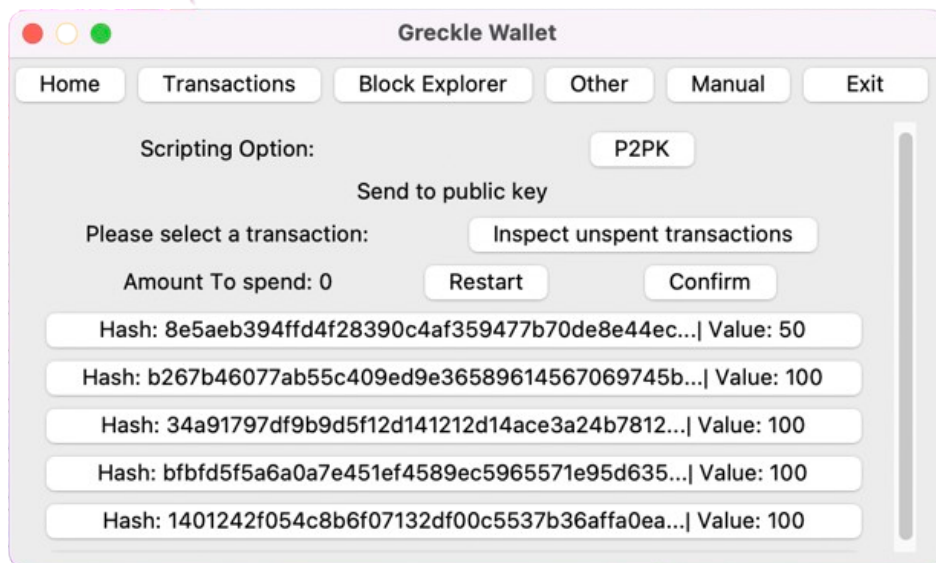 Greckle Wallet
Home Transactions Block Explorer Other Manual Exit
Scripting Option: P2PK
Send to public key
Please select a transaction: Inspect unspent transactions
Amount To spend: 0 Restart Confirm
Hash: 8e5aeb394ffd4f28390c4af359477b70de8e44ec...| Value: 50
Hash: b267b46077ab55c409ed9e36589614567069745b...| Value: 100
Hash: 34a91797df9b9d5f12d141212d14ace3a24b7812...| Value: 100
Hash: bfbfd5f5a6a0a7e451ef4589ec5965571e95d635...| Value: 100
Hash: 1401242f054c8b6f07132df00c5537b36affa0ea...| Value: 100